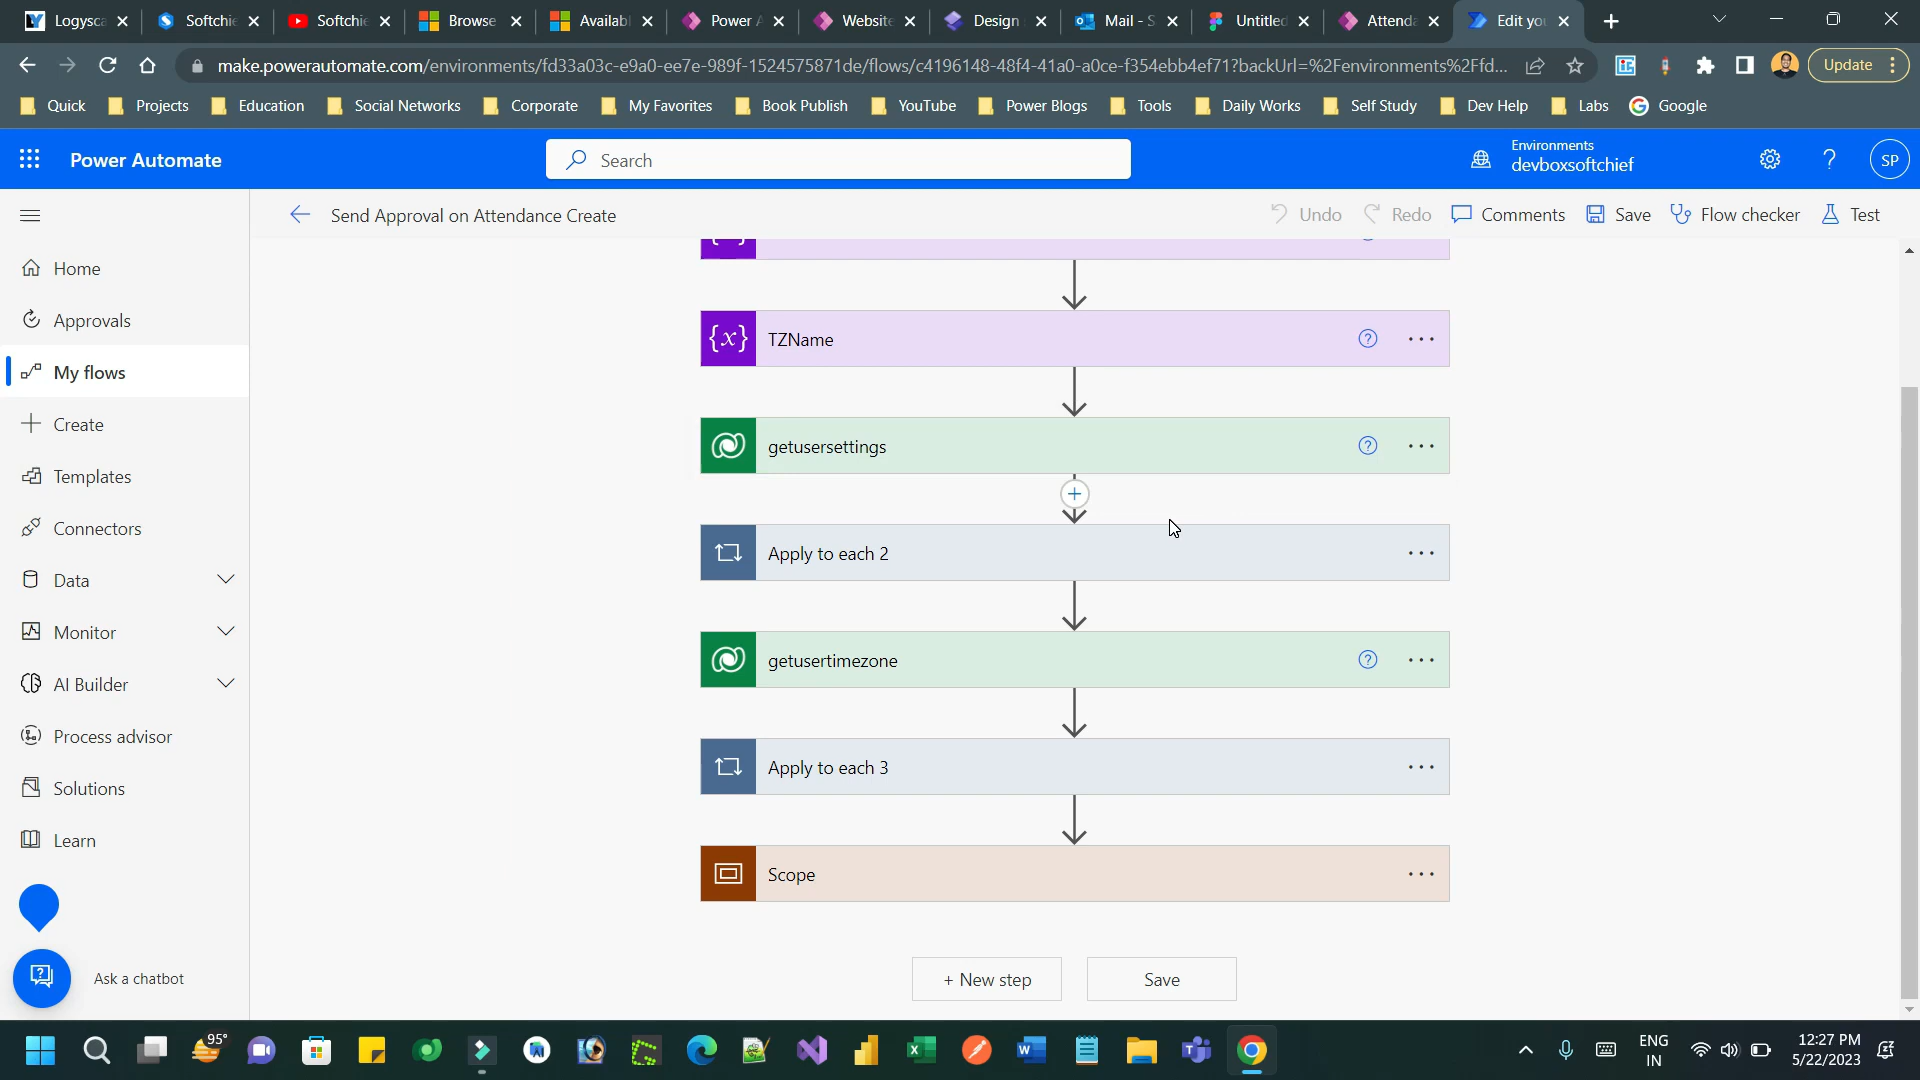 Logysca
Softchie
Softchie
Browse
Availabl
Power A
Website
Design
Mail - S
Untitled
Attenda
Edit you
make.powerautomate.com/environments/fd33a03c-e9a0-ee7e-989f-1524575871de/flows/c4196148-48f4-41a0-a0ce-f354ebb4ef71?backUrl=%2Fenvironments%2Ffd...
Update
Quick
Projects
Education
Social Networks
Corporate
My Favorites
Book Publish
YouTube
Power Blogs
Tools
Daily Works
Self Study
Dev Help
Labs
Google
Power Automate
Search
Environments
devboxsoftchief
SP
Send Approval on Attendance Create
Undo
Redo
Comments
Save
Flow checker
Test
Home
Approvals
My flows
Create
Templates
Connectors
Data
Monitor
AI Builder
Process advisor
Solutions
Learn
Ask a chatbot
{x} TZName
getusersettings
Apply to each 2
getusertimezone
Apply to each 3
Scope
+ New step
Save
95°
ENG
IN
12:27 PM
5/22/2023